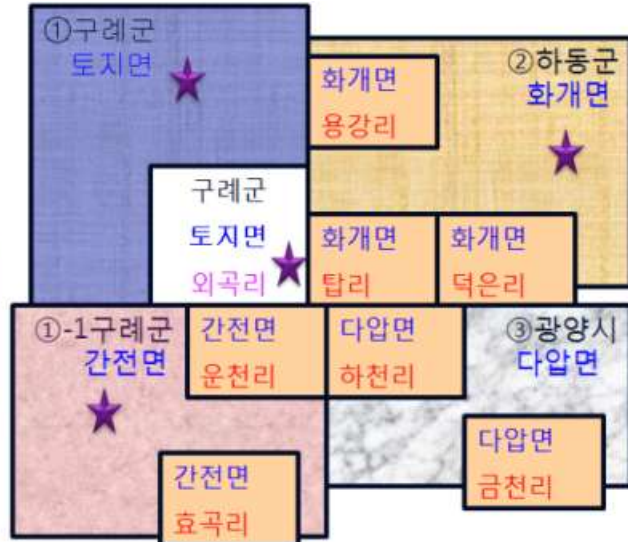 ①구례군
토지면
②하동군
화개면
화개면
용강리
구례군
토지면
외곡리
화개면
탑리
화개면
덕은리
①-1구례군
간전면
간전면
운천리
다압면
하천리
③광양시
다압면
간전면
효곡리
다압면
금천리